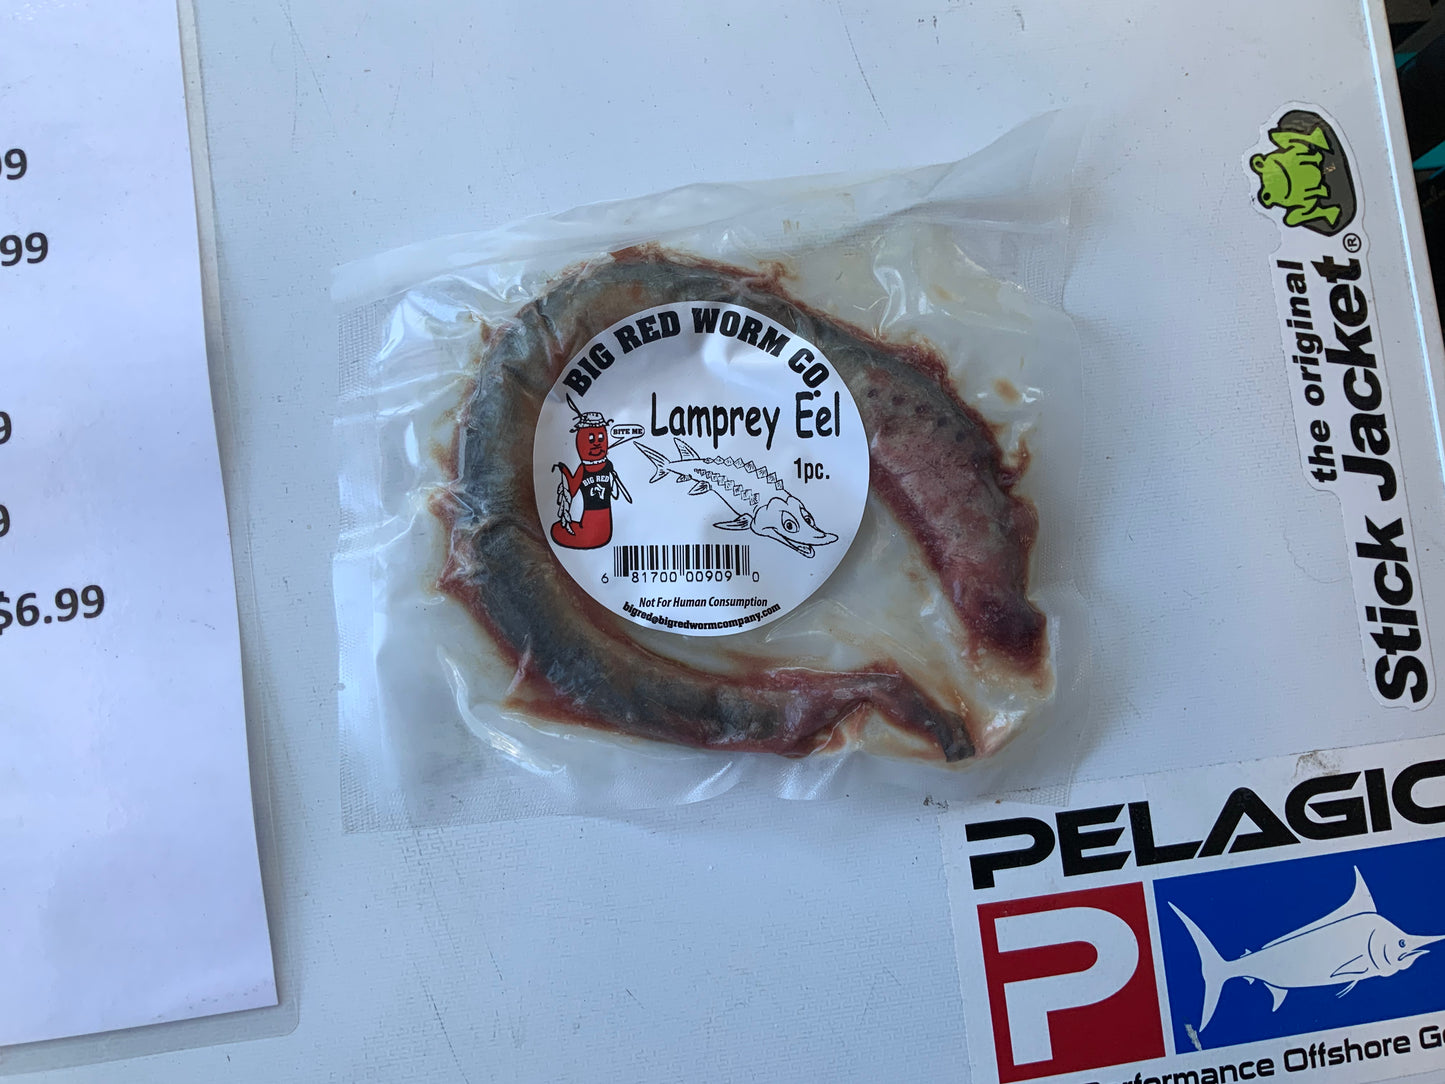 99
.99
9
9
$6.99
BIG RED WORM CO.
Lamprey Eel
BITE ME
1pc.
BIG RED
6 81700 00909 0
Not For Human Consumption
bigred@bigredwormcompany.com
the original
Stick Jacket®
PELAGIC
P
Performance Offshore Ge